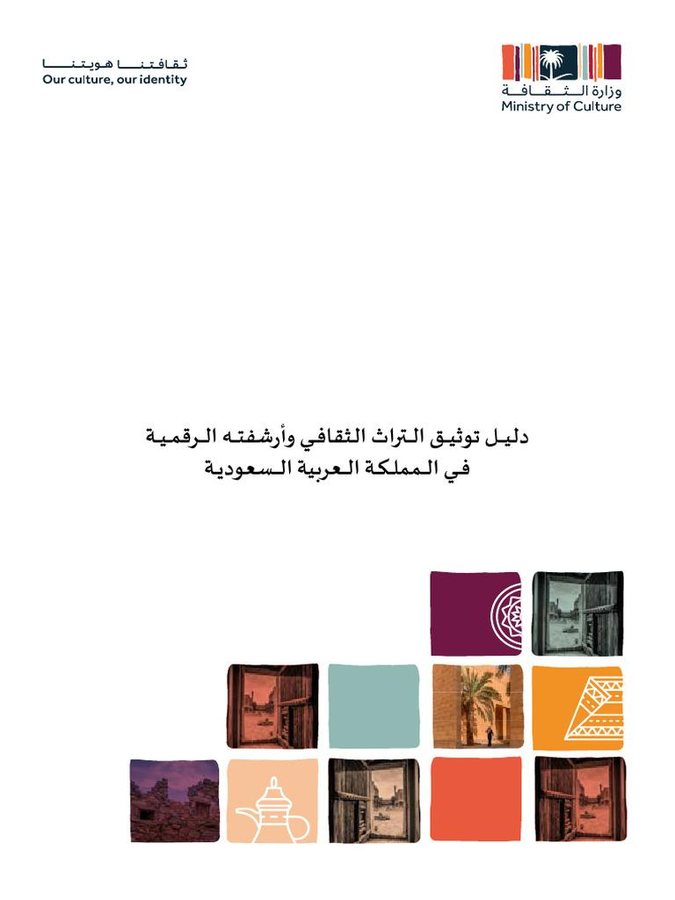 ثقافتنا هويتنا
Our culture, our identity
وزارة الثقافة
Ministry of Culture
دليل توثيق التراث الثقافي وأرشفته الرقمية
في المملكة العربية السعودية